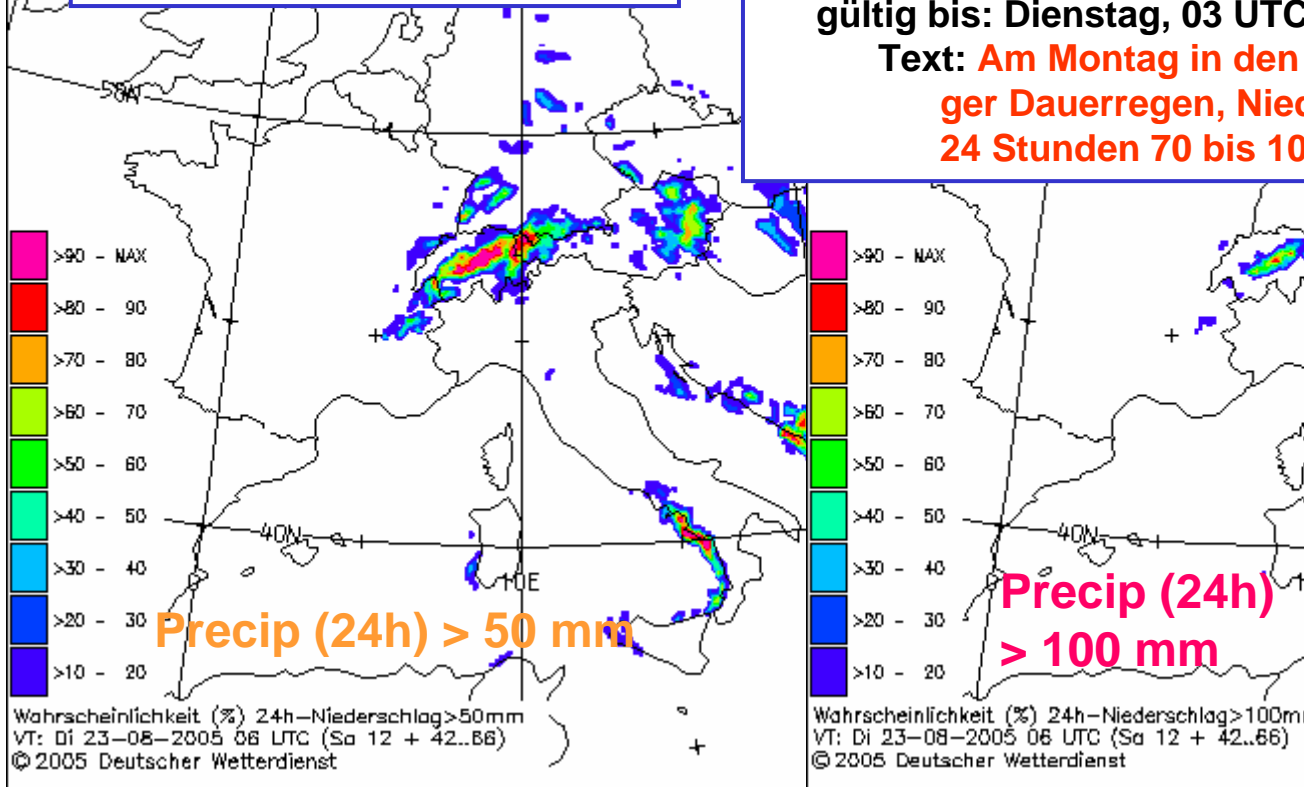 gültig bis: Dienstag, 03 UTC
Text: Am Montag in den
ger Dauerregen, Nied
24 Stunden 70 bis 10
50N
>90 - MAX
>80 - 90
>70 - 80
>60 - 70
>50 - 60
>40 - 50
>30 - 40
>20 - 30
>10 - 20
40N
10E
Precip (24h) > 50 mm
Wahrscheinlichkeit (%) 24h-Niederschlag>50mm
VT: Di 23-08-2005 06 UTC (Sa 12 + 42..66)
© 2005 Deutscher Wetterdienst
>90 - MAX
>80 - 90
>70 - 80
>60 - 70
>50 - 60
>40 - 50
>30 - 40
>20 - 30
>10 - 20
40N
Precip (24h)
> 100 mm
Wahrscheinlichkeit (%) 24h-Niederschlag>100m
VT: Di 23-08-2005 06 UTC (Sa 12 + 42..66)
© 2005 Deutscher Wetterdienst